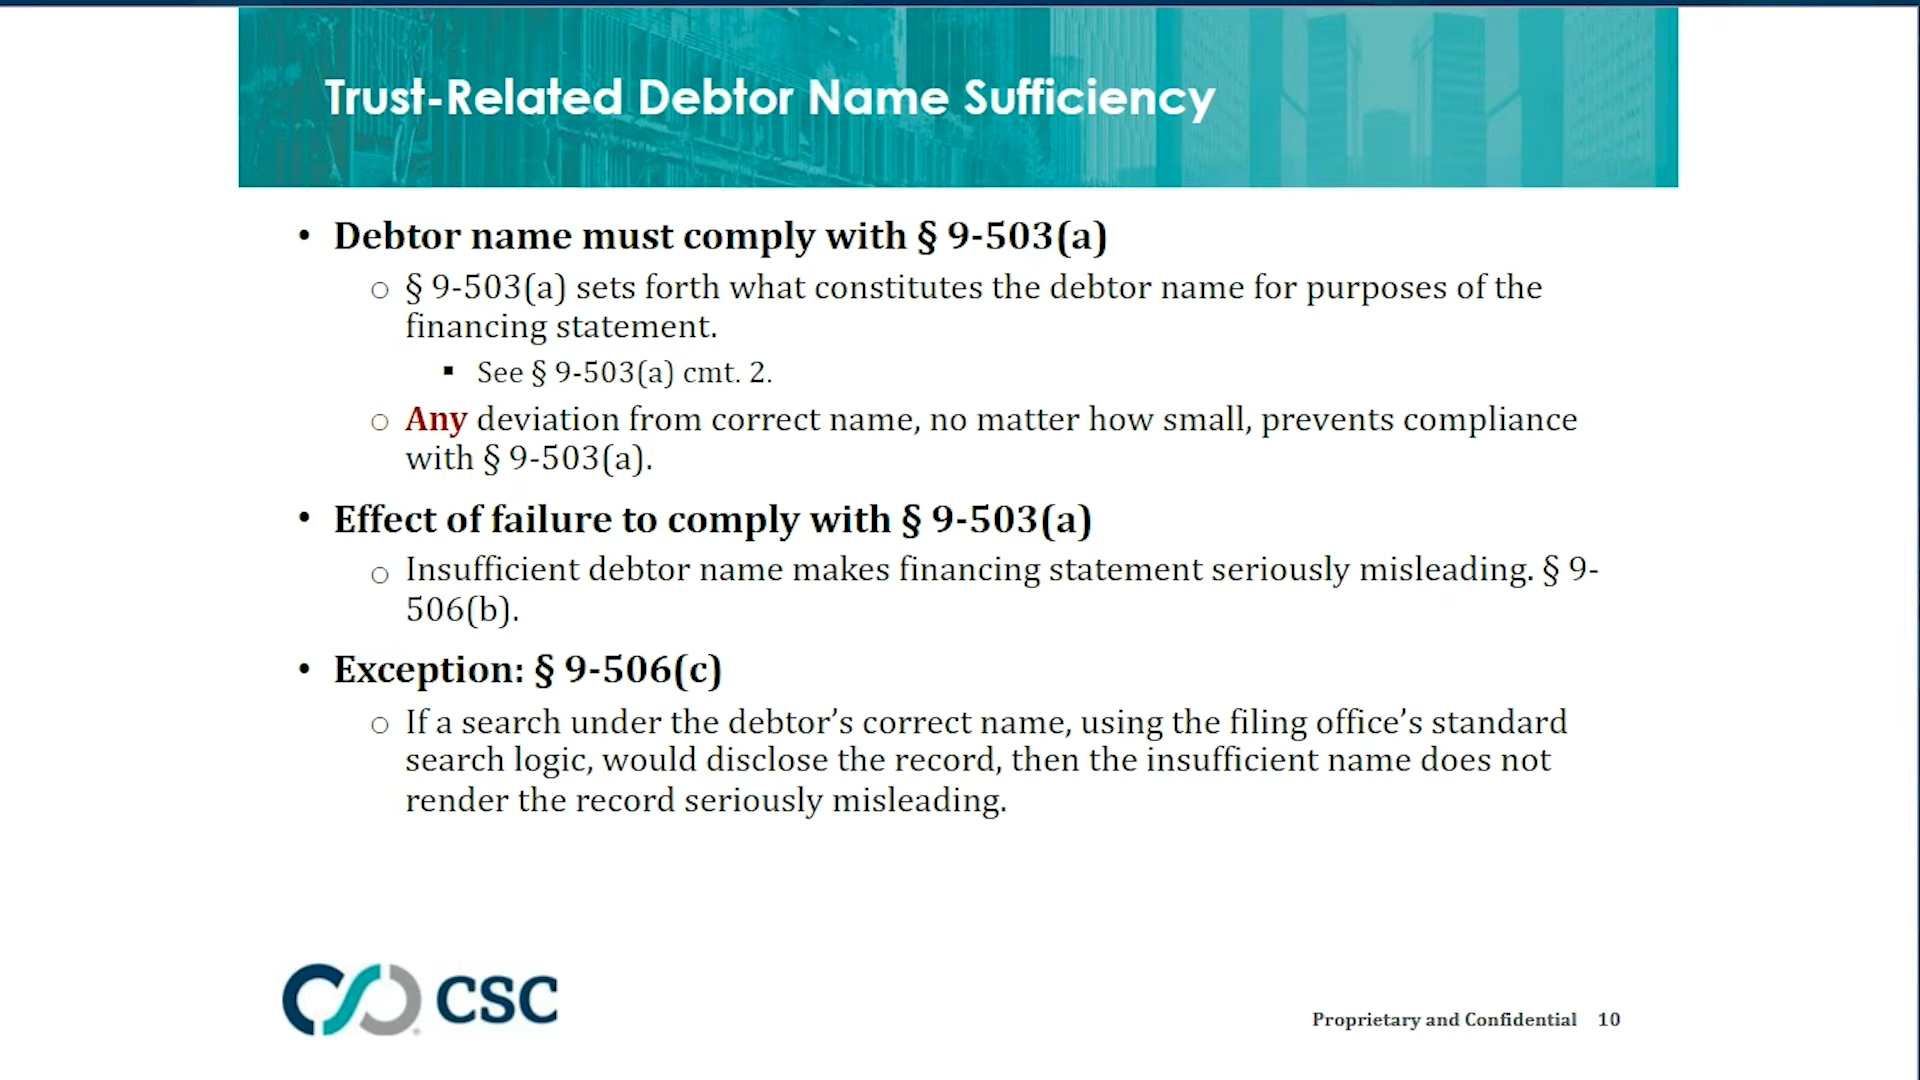 Trust-Related Debtor Name Sufficiency
• Debtor name must comply with § 9-503(a)
○ § 9-503(a) sets forth what constitutes the debtor name for purposes of the
financing statement.
▪ See § 9-503(a) cmt. 2.
○ Any deviation from correct name, no matter how small, prevents compliance
with § 9-503(a).
• Effect of failure to comply with § 9-503(a)
○ Insufficient debtor name makes financing statement seriously misleading. § 9-
506(b).
• Exception: § 9-506(c)
○ If a search under the debtor’s correct name, using the filing office’s standard
search logic, would disclose the record, then the insufficient name does not
render the record seriously misleading.
CSC
Proprietary and Confidential 10